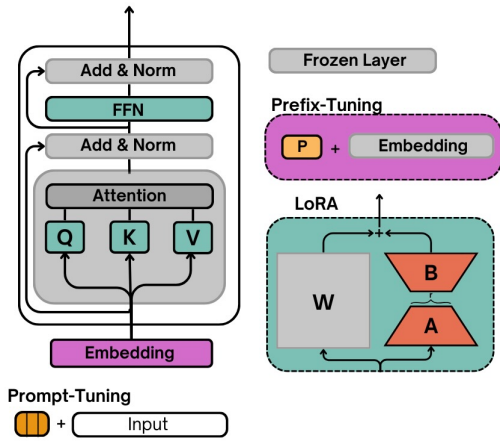 Add & Norm
FFN
Add & Norm
Attention
Q K V
Embedding
Prompt-Tuning
+ Input
Frozen Layer
Prefix-Tuning
P + Embedding
LoRA
+
W
B
r
A